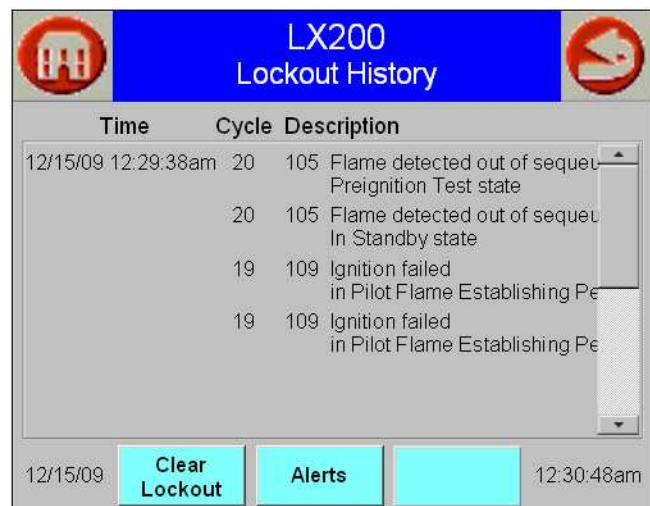 LX200
Lockout History
Time Cycle Description
12/15/09 12:29:38am 20 105 Flame detected out of sequeu
Preignition Test state
20 105 Flame detected out of sequeu
In Standby state
19 109 Ignition failed
in Pilot Flame Establishing Pe
19 109 Ignition failed
in Pilot Flame Establishing Pe
12/15/09 Clear Lockout Alerts 12:30:48am